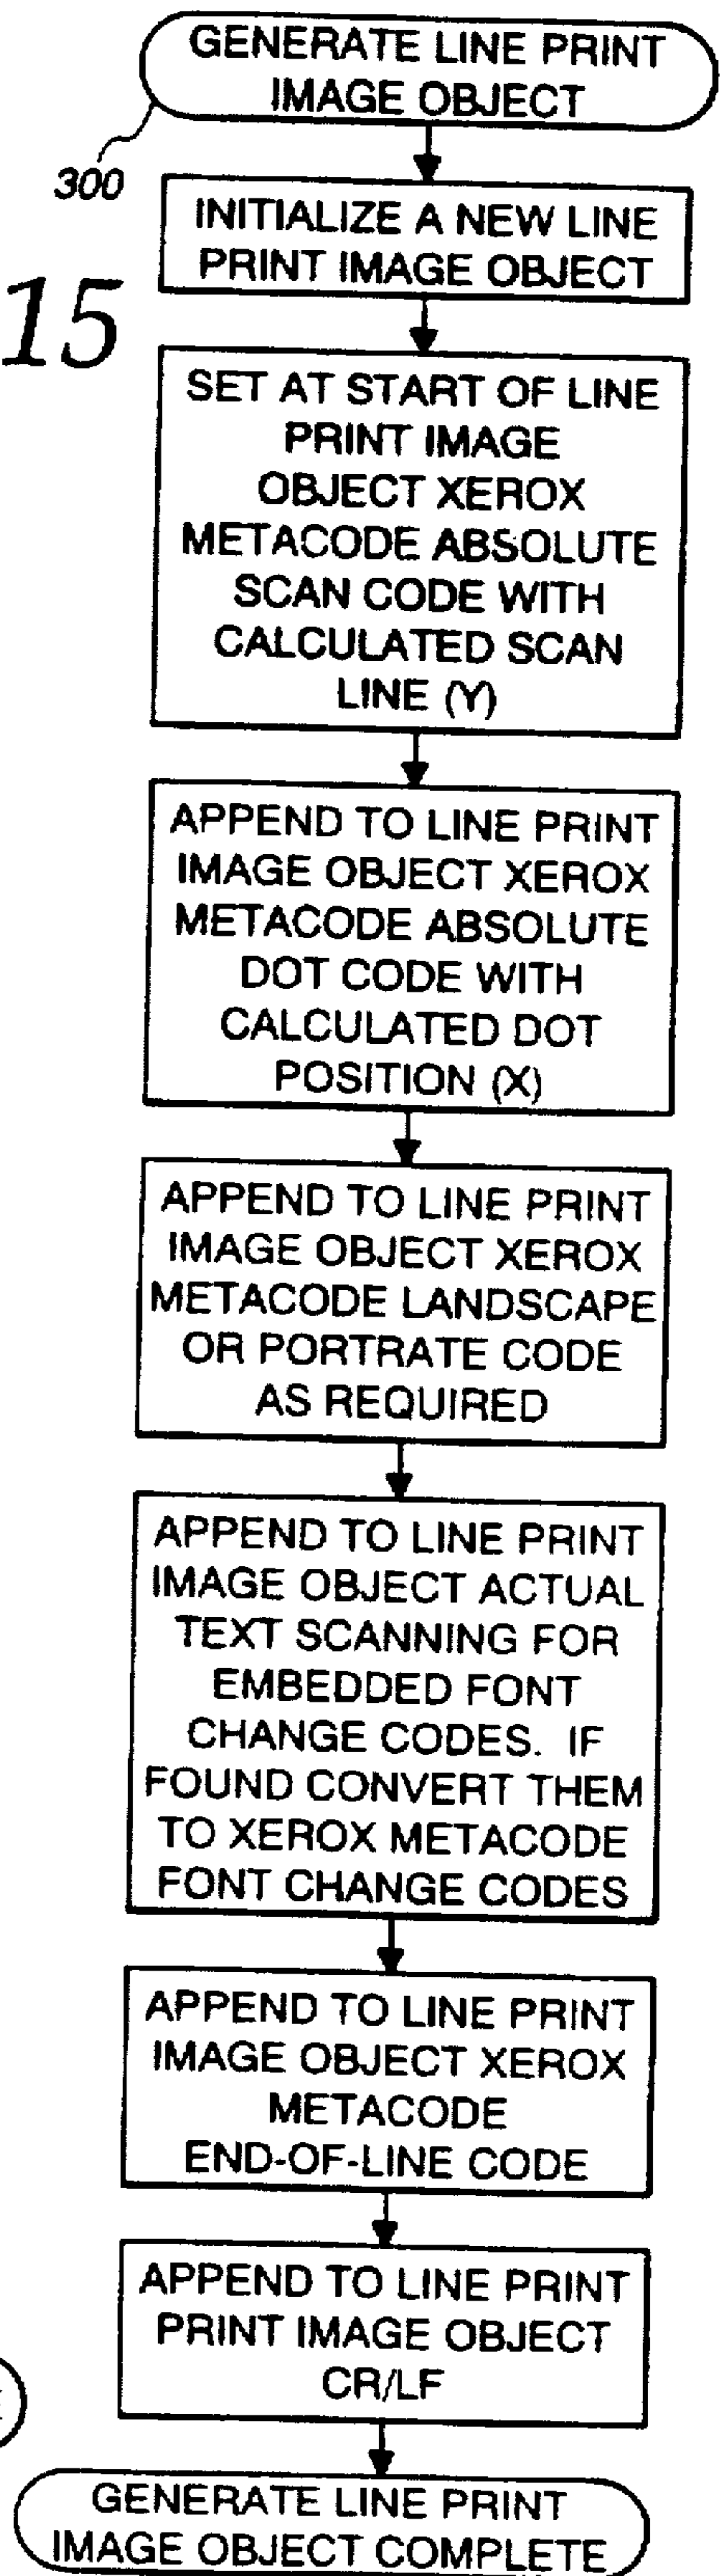 GENERATE LINE PRINT
IMAGE OBJECT
300
INITIALIZE A NEW LINE
PRINT IMAGE OBJECT
15
SET AT START OF LINE
PRINT IMAGE
OBJECT XEROX
METACODE ABSOLUTE
SCAN CODE WITH
CALCULATED SCAN
LINE (Y)
APPEND TO LINE PRINT
IMAGE OBJECT XEROX
METACODE ABSOLUTE
DOT CODE WITH
CALCULATED DOT
POSITION (X)
APPEND TO LINE PRINT
IMAGE OBJECT XEROX
METACODE LANDSCAPE
OR PORTRATE CODE
AS REQUIRED
APPEND TO LINE PRINT
IMAGE OBJECT ACTUAL
TEXT SCANNING FOR
EMBEDDED FONT
CHANGE CODES. IF
FOUND CONVERT THEM
TO XEROX METACODE
FONT CHANGE CODES
APPEND TO LINE PRINT
IMAGE OBJECT XEROX
METACODE
END-OF-LINE CODE
APPEND TO LINE PRINT
PRINT IMAGE OBJECT
CR/LF
GENERATE LINE PRINT
IMAGE OBJECT COMPLETE